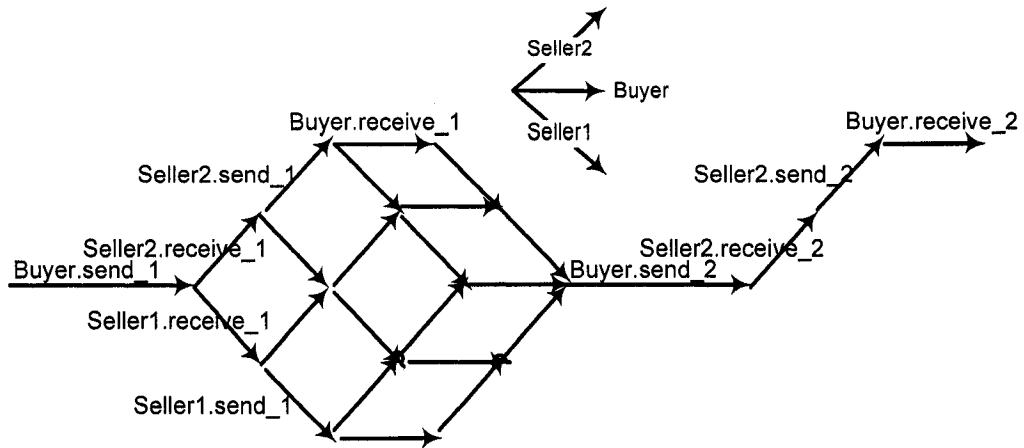 Seller2
Buyer
Seller1
Buyer.receive_1
Buyer.receive_2
Seller2.send_1
Seller2.send_2
Seller2.receive_1
Seller2.receive_2
Buyer.send_1
Buyer.send_2
Seller1.receive_1
Seller1.send_1